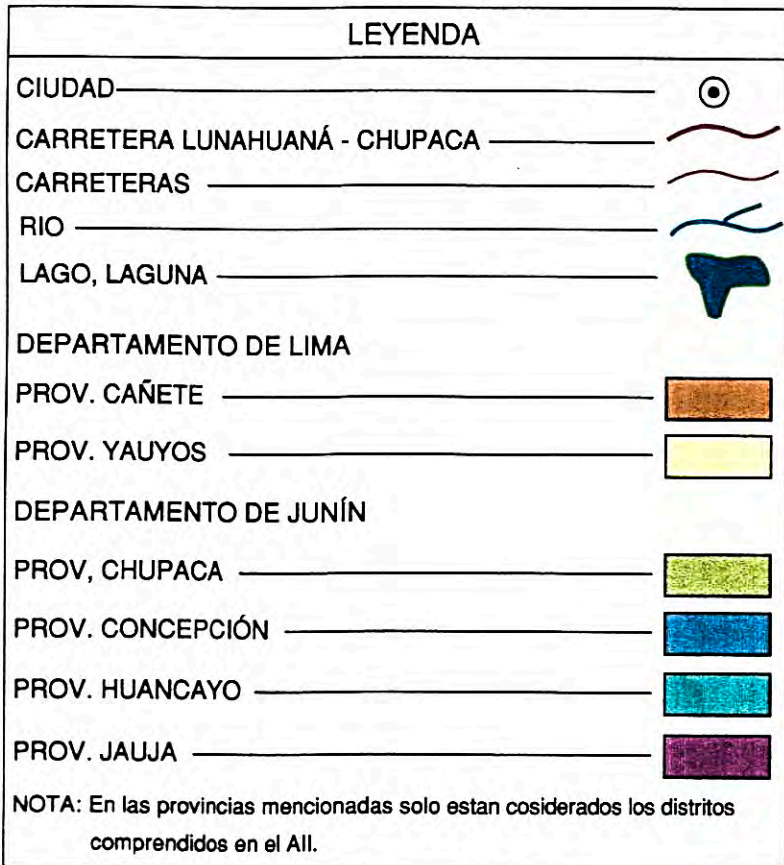 LEYENDA
CIUDAD
CARRETERA LUNAHUANÁ - CHUPACA
CARRETERAS
RIO
LAGO, LAGUNA
DEPARTAMENTO DE LIMA
PROV. CAÑETE
PROV. YAUYOS
DEPARTAMENTO DE JUNÍN
PROV, CHUPACA
PROV. CONCEPCIÓN
PROV. HUANCAYO
PROV. JAUJA
NOTA: En las provincias mencionadas solo estan cosiderados los distritos
comprendidos en el AII.